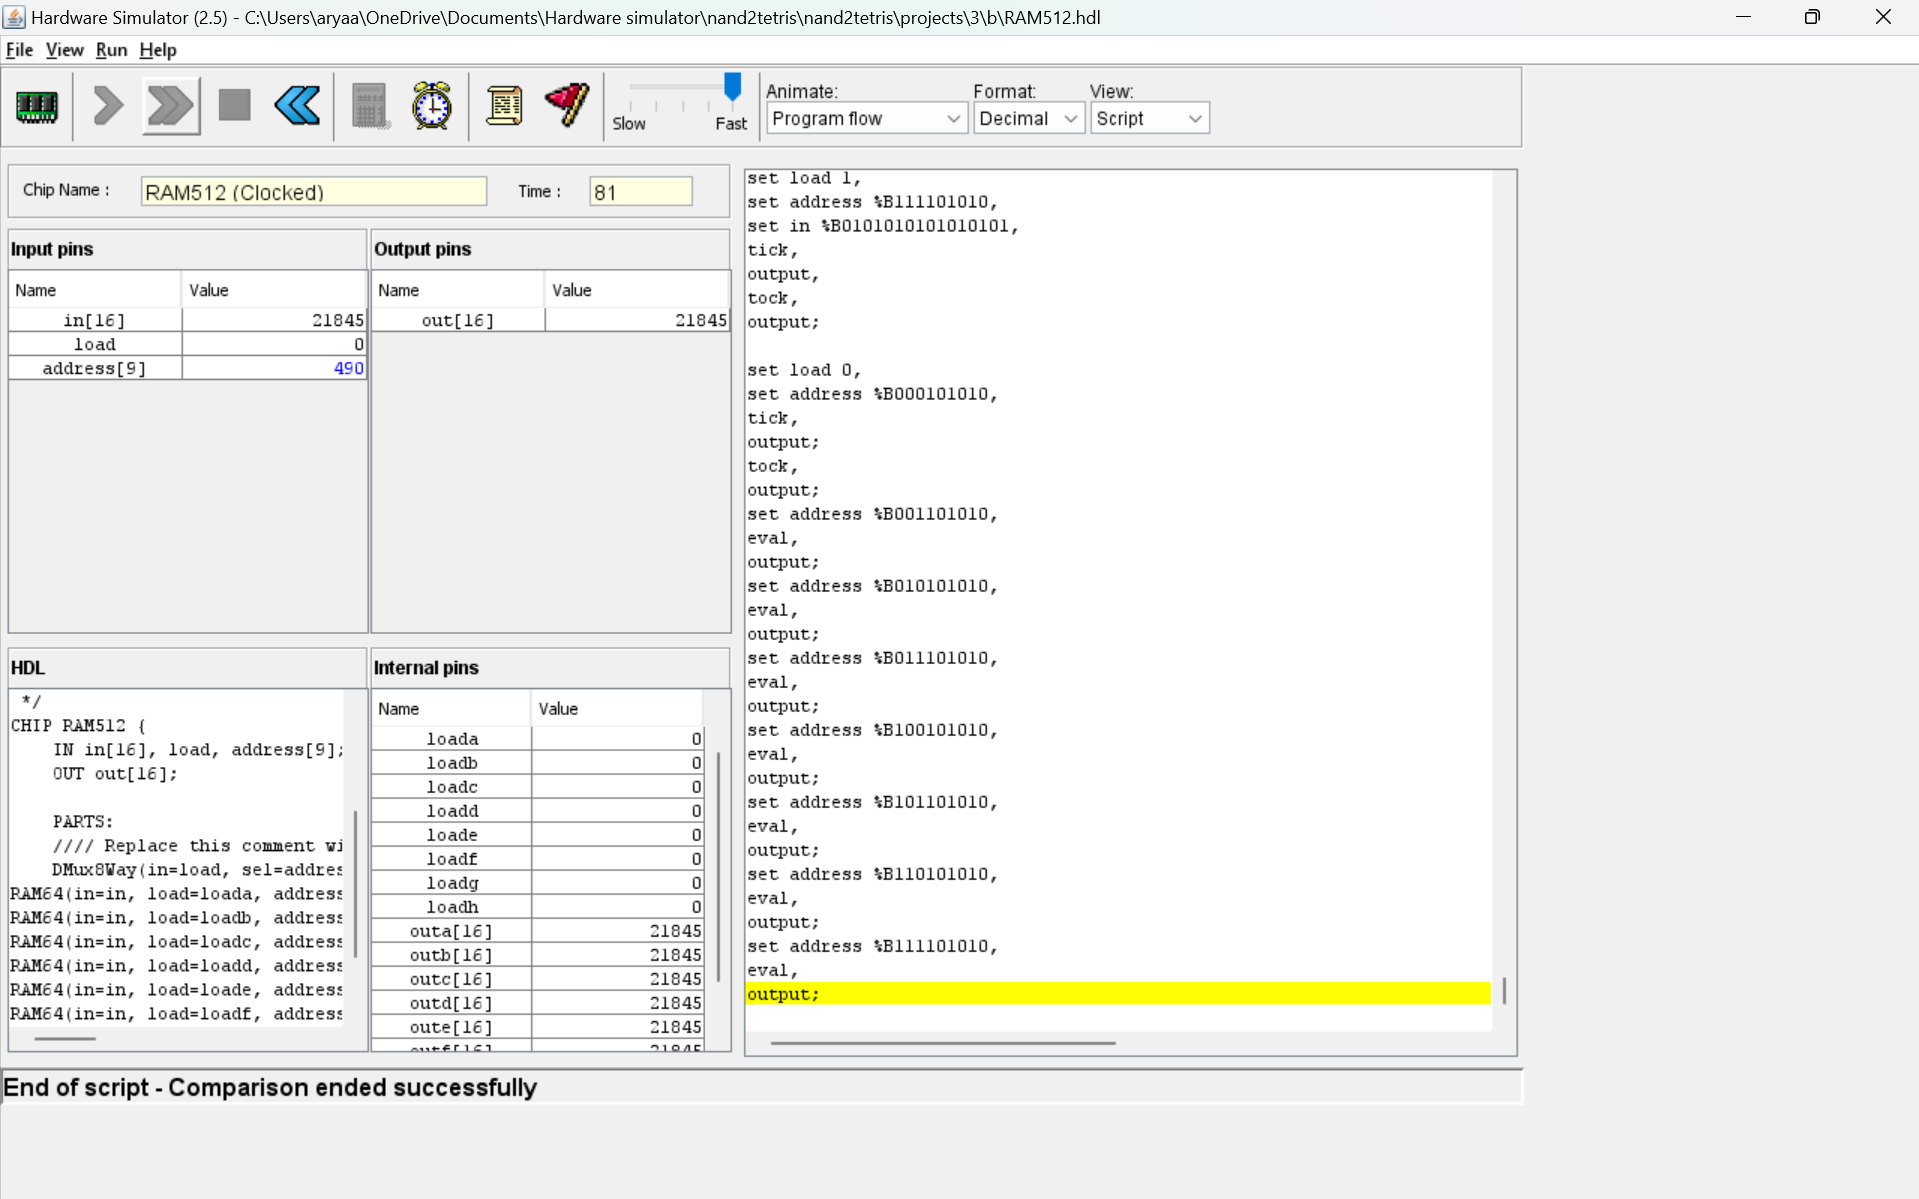 Hardware Simulator (2.5) - C:\Users\aryaa\OneDrive\Documents\Hardware simulator\nand2tetris\nand2tetris\projects\3\b\RAM512.hdl
File View Run Help
Slow Fast
Animate: Format: View:
Program flow Decimal Script
Chip Name : RAM512 (Clocked) Time : 81
Input pins
Name Value
in[16] 21845
load 0
address[9] 490
Output pins
Name Value
out[16] 21845
HDL
*/
CHIP RAM512 {
IN in[16], load, address[9];
OUT out[16];
PARTS:
//// Replace this comment wi
DMux8Way(in=load, sel=addres
RAM64(in=in, load=loada, address
RAM64(in=in, load=loadb, address
RAM64(in=in, load=loadc, address
RAM64(in=in, load=loadd, address
RAM64(in=in, load=loade, address
RAM64(in=in, load=loadf, address
Internal pins
Name Value
loada 0
loadb 0
loadc 0
loadd 0
loade 0
loadf 0
loadg 0
loadh 0
outa[16] 21845
outb[16] 21845
outc[16] 21845
outd[16] 21845
oute[16] 21845
set load 1,
set address %B111101010,
set in %B0101010101010101,
tick,
output,
tock,
output;
set load 0,
set address %B000101010,
tick,
output;
tock,
output;
set address %B001101010,
eval,
output;
set address %B010101010,
eval,
output;
set address %B011101010,
eval,
output;
set address %B100101010,
eval,
output;
set address %B101101010,
eval,
output;
set address %B110101010,
eval,
output;
set address %B111101010,
eval,
output;
End of script - Comparison ended successfully